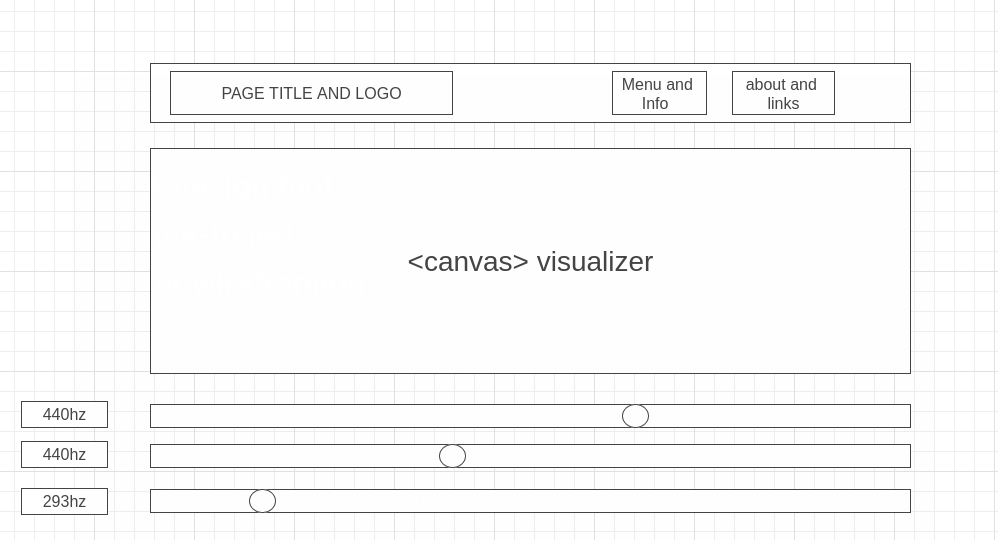 PAGE TITLE AND LOGO
Menu and
Info
about and
links
<canvas> visualizer
440hz
440hz
293hz